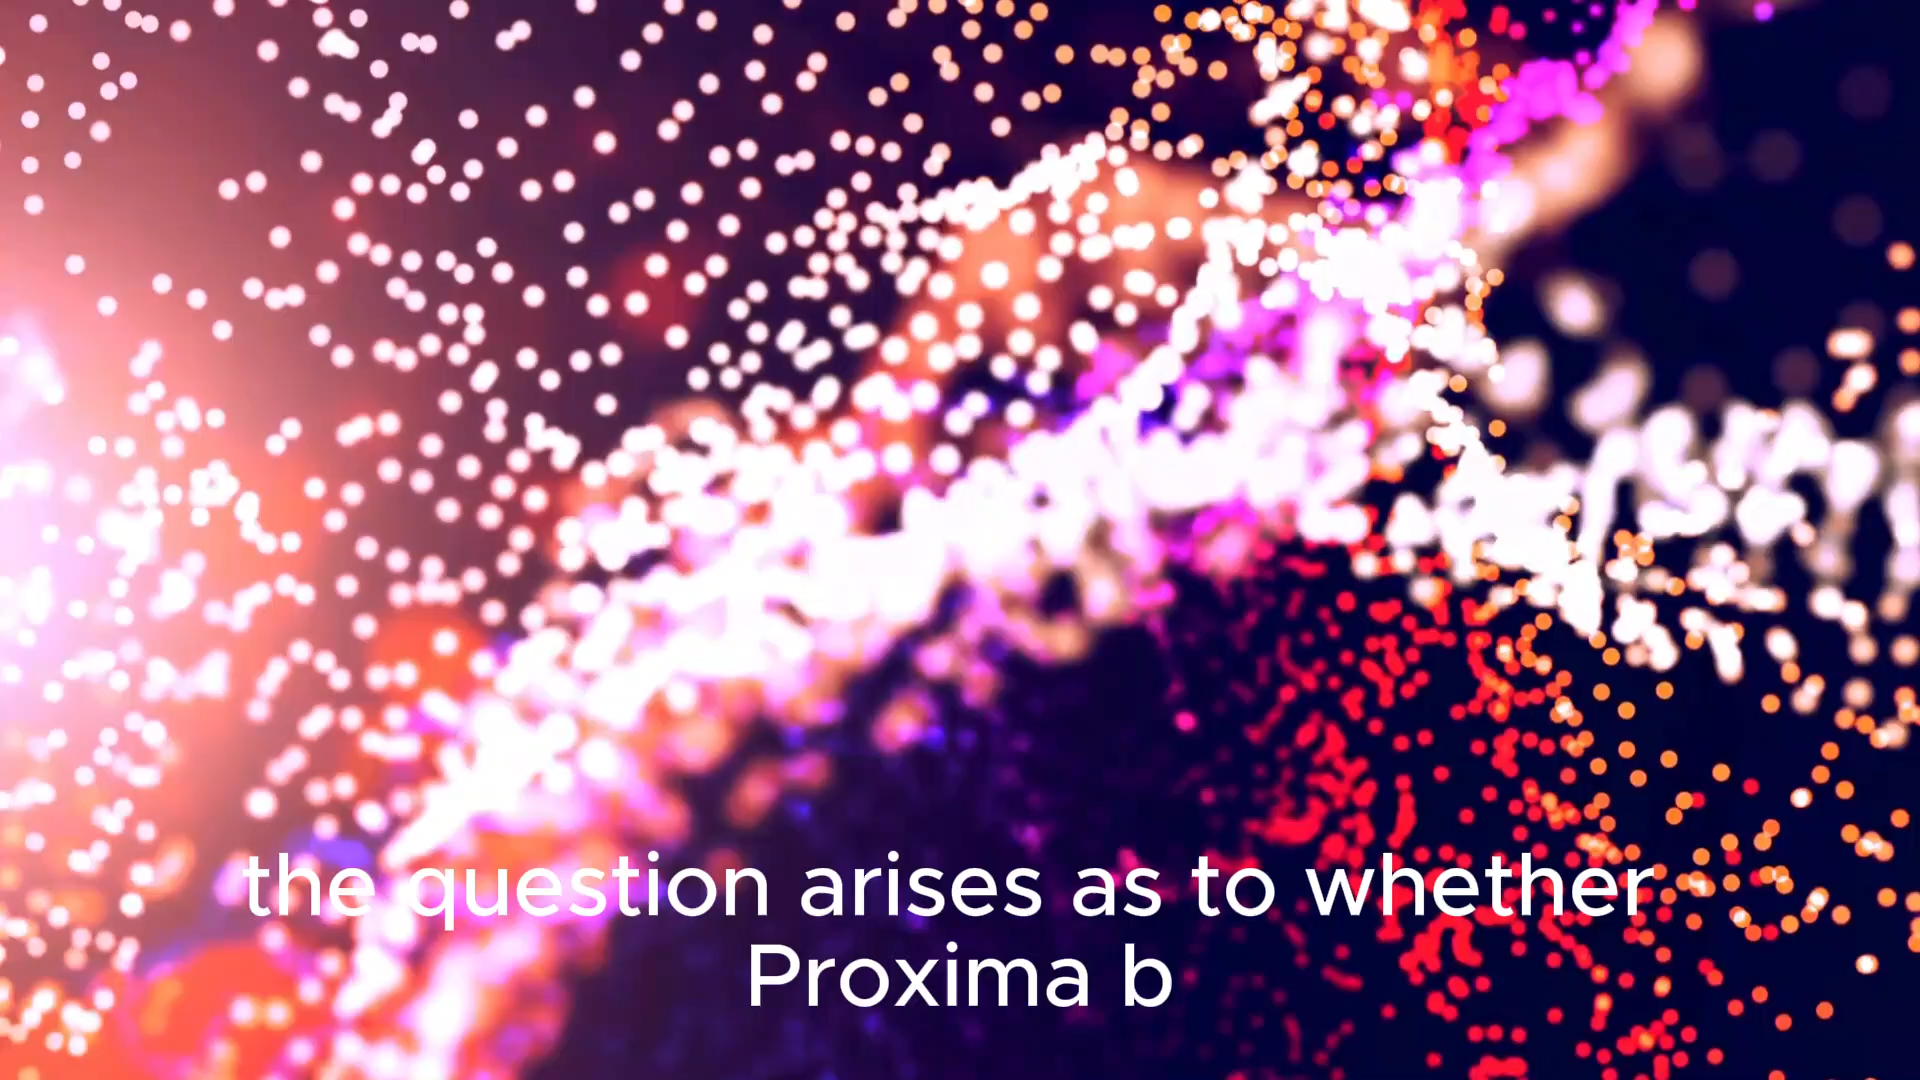 the question arises as to whether
Proxima b